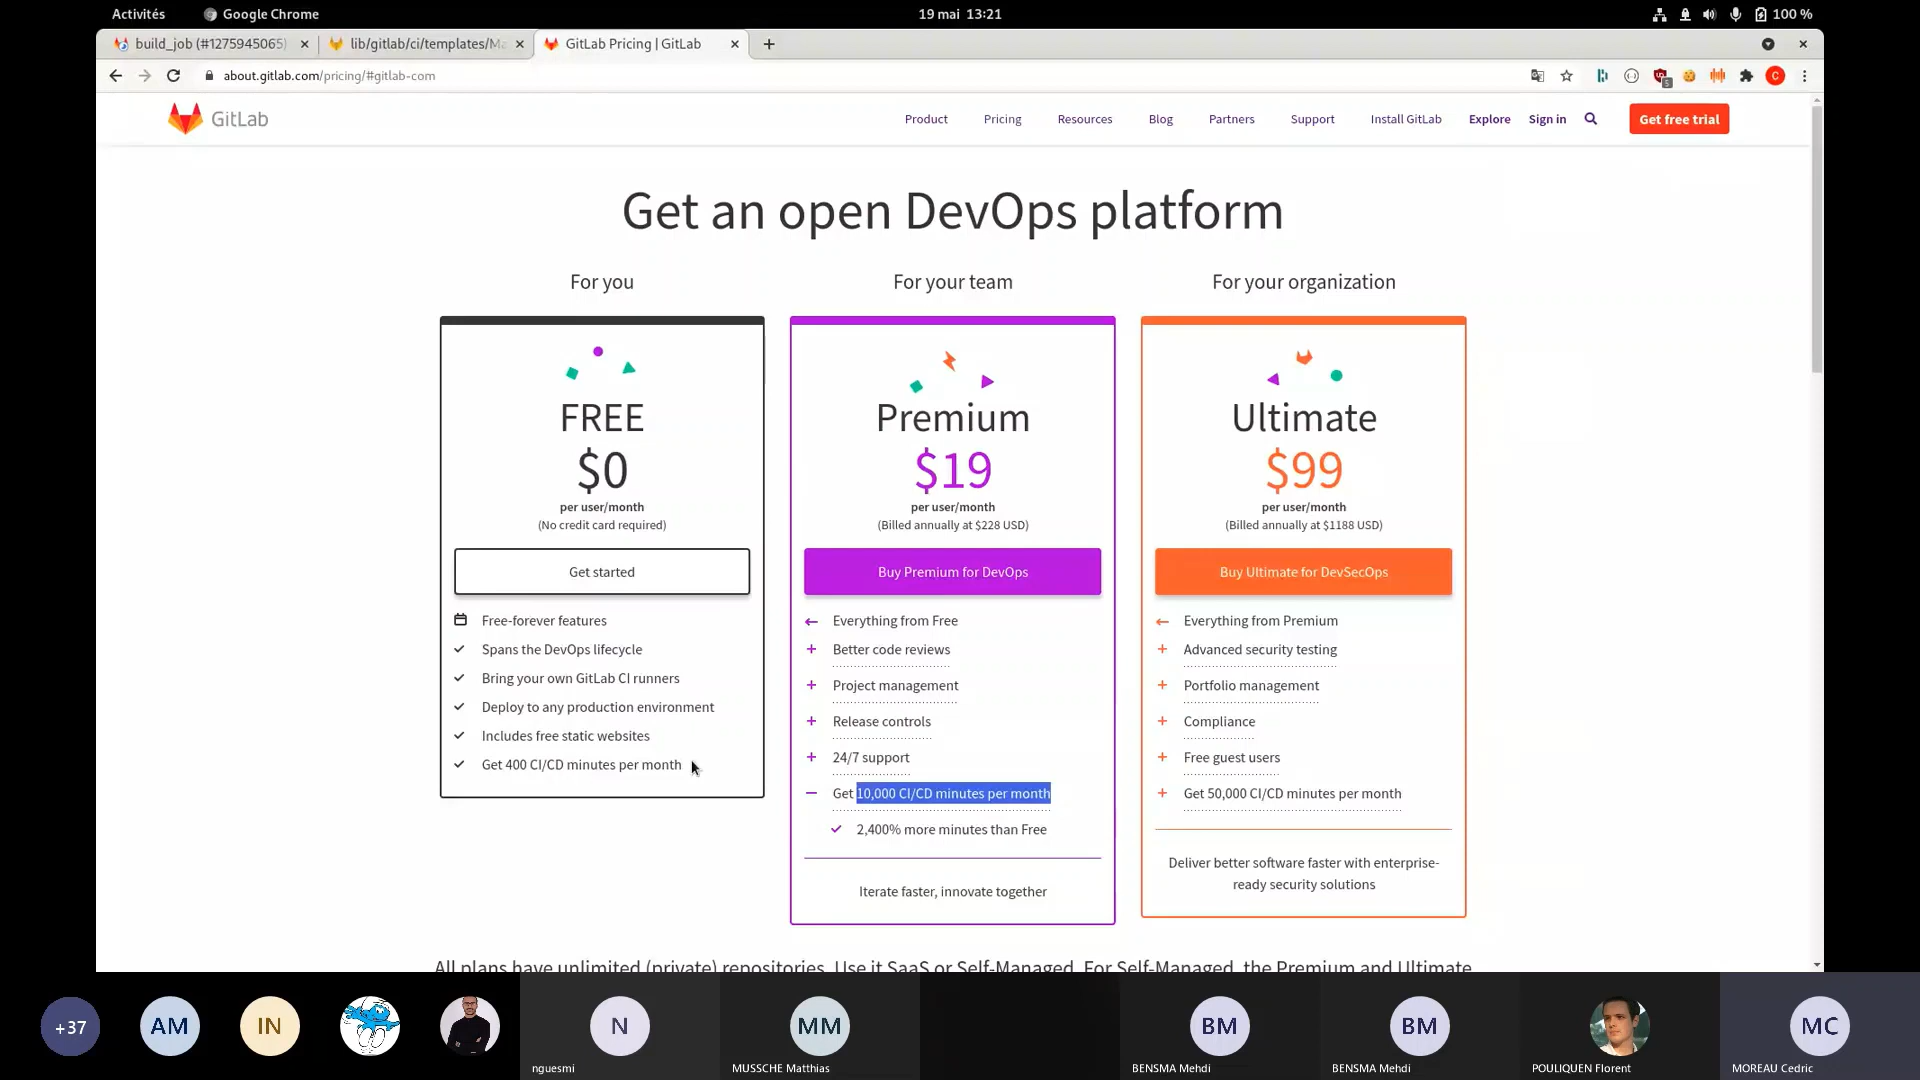 Activités
Google Chrome
19 mai 13:21
100 %
build_job (#1275945065)
lib/gitlab/ci/templates/Ma
GitLab Pricing | GitLab
about.gitlab.com/pricing/#gitlab-com
5
C
GitLab
Product
Pricing
Resources
Blog
Partners
Support
Install GitLab
Explore
Sign in
Get free trial
Get an open DevOps platform
For you
FREE
$0
per user/month
(No credit card required)
Get started
Free-forever features
Spans the DevOps lifecycle
Bring your own GitLab CI runners
Deploy to any production environment
Includes free static websites
Get 400 CI/CD minutes per month
For your team
Premium
$19
per user/month
(Billed annually at $228 USD)
Buy Premium for DevOps
Everything from Free
Better code reviews
Project management
Release controls
24/7 support
Get 10,000 CI/CD minutes per month
2,400% more minutes than Free
Iterate faster, innovate together
For your organization
Ultimate
$99
per user/month
(Billed annually at $1188 USD)
Buy Ultimate for DevSecOps
Everything from Premium
Advanced security testing
Portfolio management
Compliance
Free guest users
Get 50,000 CI/CD minutes per month
Deliver better software faster with enterprise-
ready security solutions
All plans have unlimited (private) repositories. Use it SaaS or Self-Managed. For Self-Managed, the Premium and Ultimate
+37
AM
IN
N
nguesmi
MM
MUSSCHE Matthias
BM
BENSMA Mehdi
BM
BENSMA Mehdi
POULIQUEN Florent
MC
MOREAU Cedric